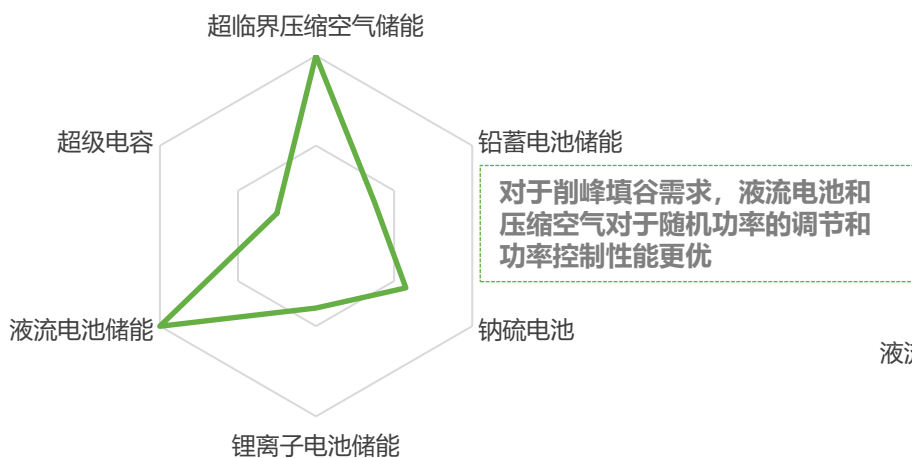 超临界压缩空气储能
超级电容
铅蓄电池储能
对于削峰填谷需求，液流电池和
压缩空气对于随机功率的调节和
功率控制性能更优
液流电池储能
钠硫电池
液流
锂离子电池储能